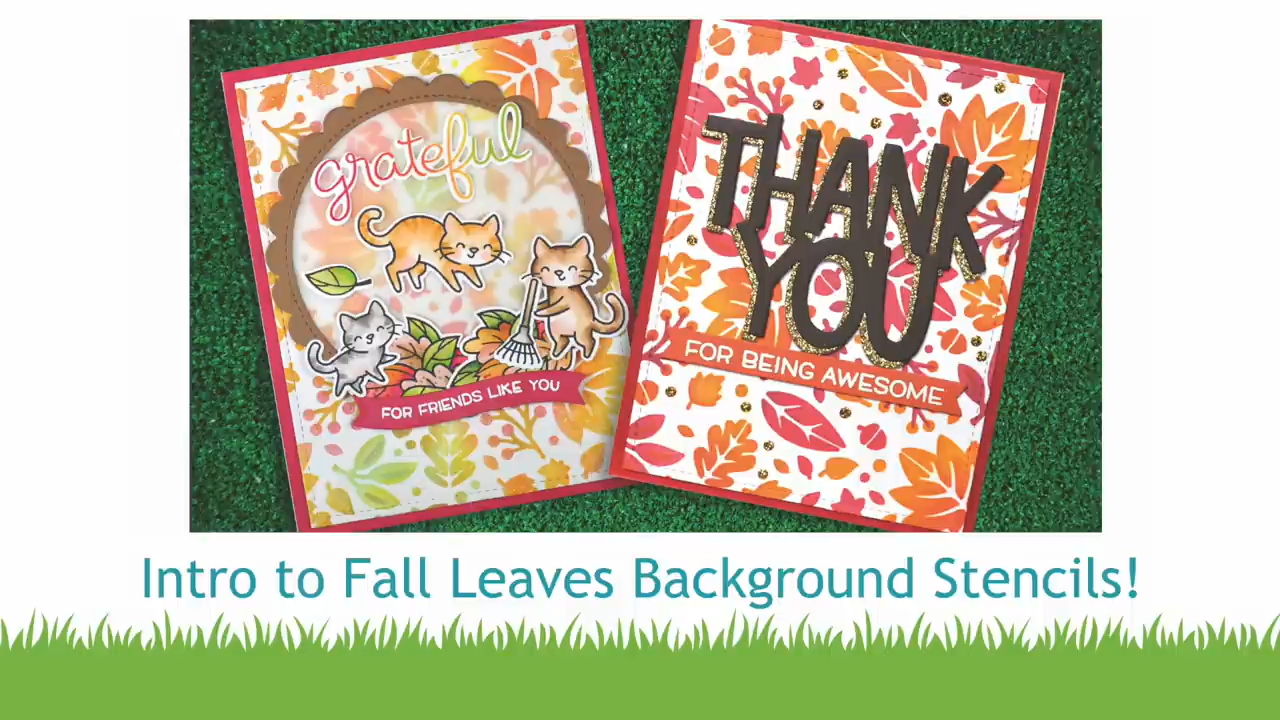 grateful
FOR FRIENDS LIKE YOU
THANK
YOU
FOR BEING AWESOME
Intro to Fall Leaves Background Stencils!